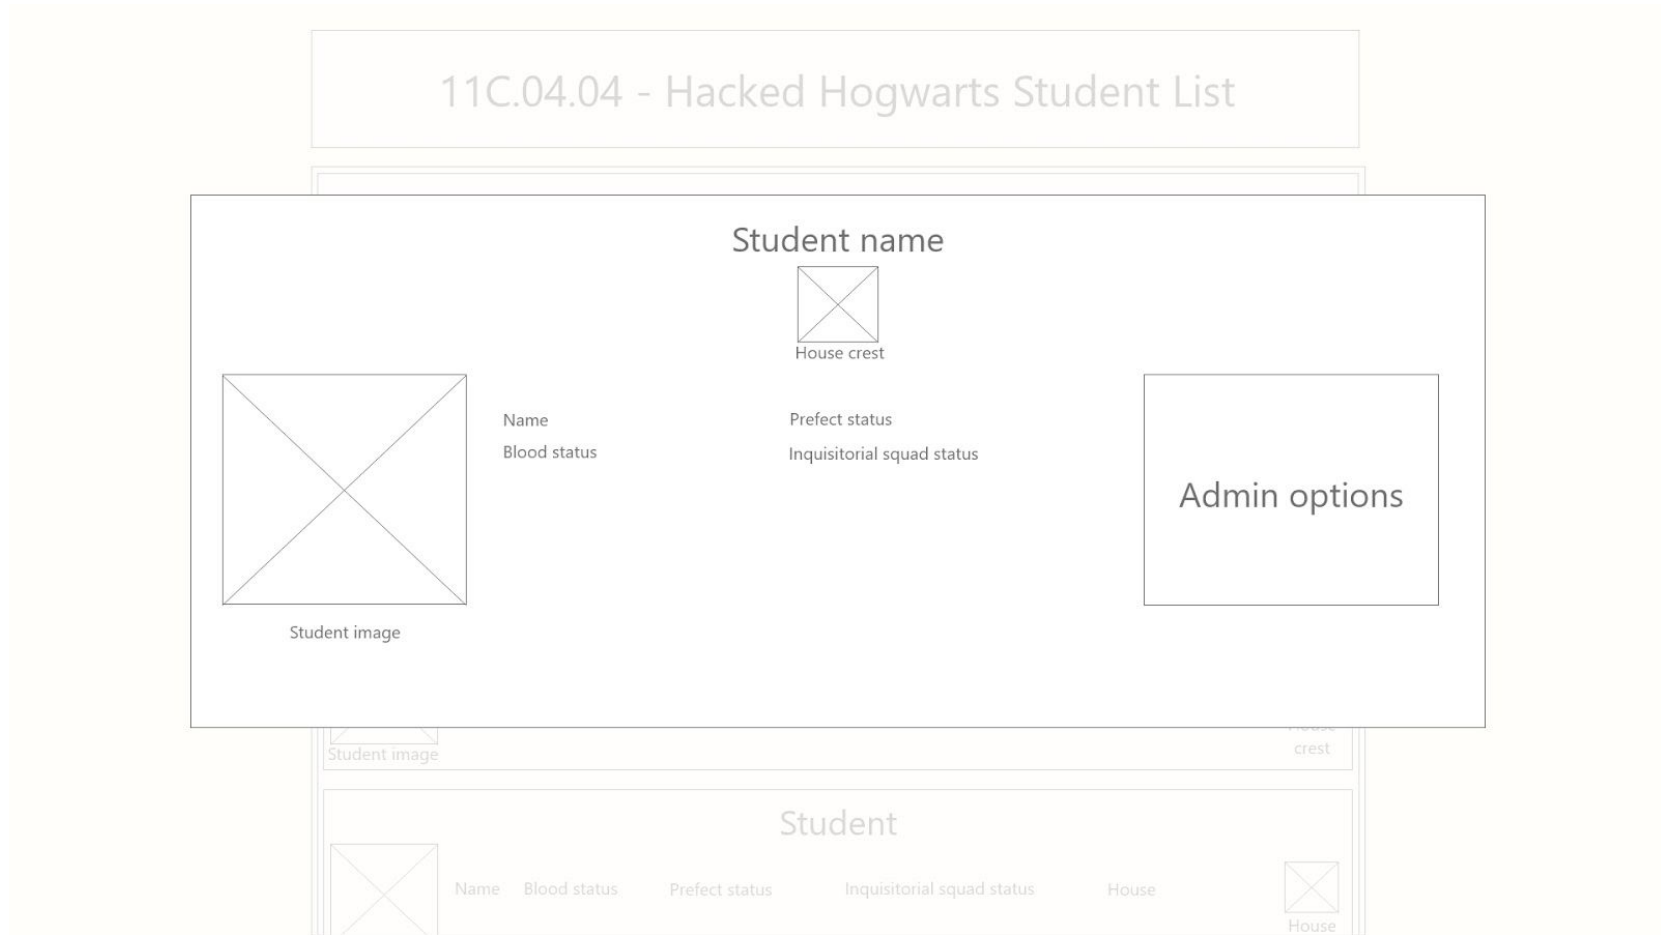 11C.04.04 - Hacked Hogwarts Student List
Student name
House crest
Name
Prefect status
Blood status
Inquisitorial squad status
Admin options
Student image
House
crest
Student image
Student
Name Blood status Prefect status Inquisitorial squad status House
House